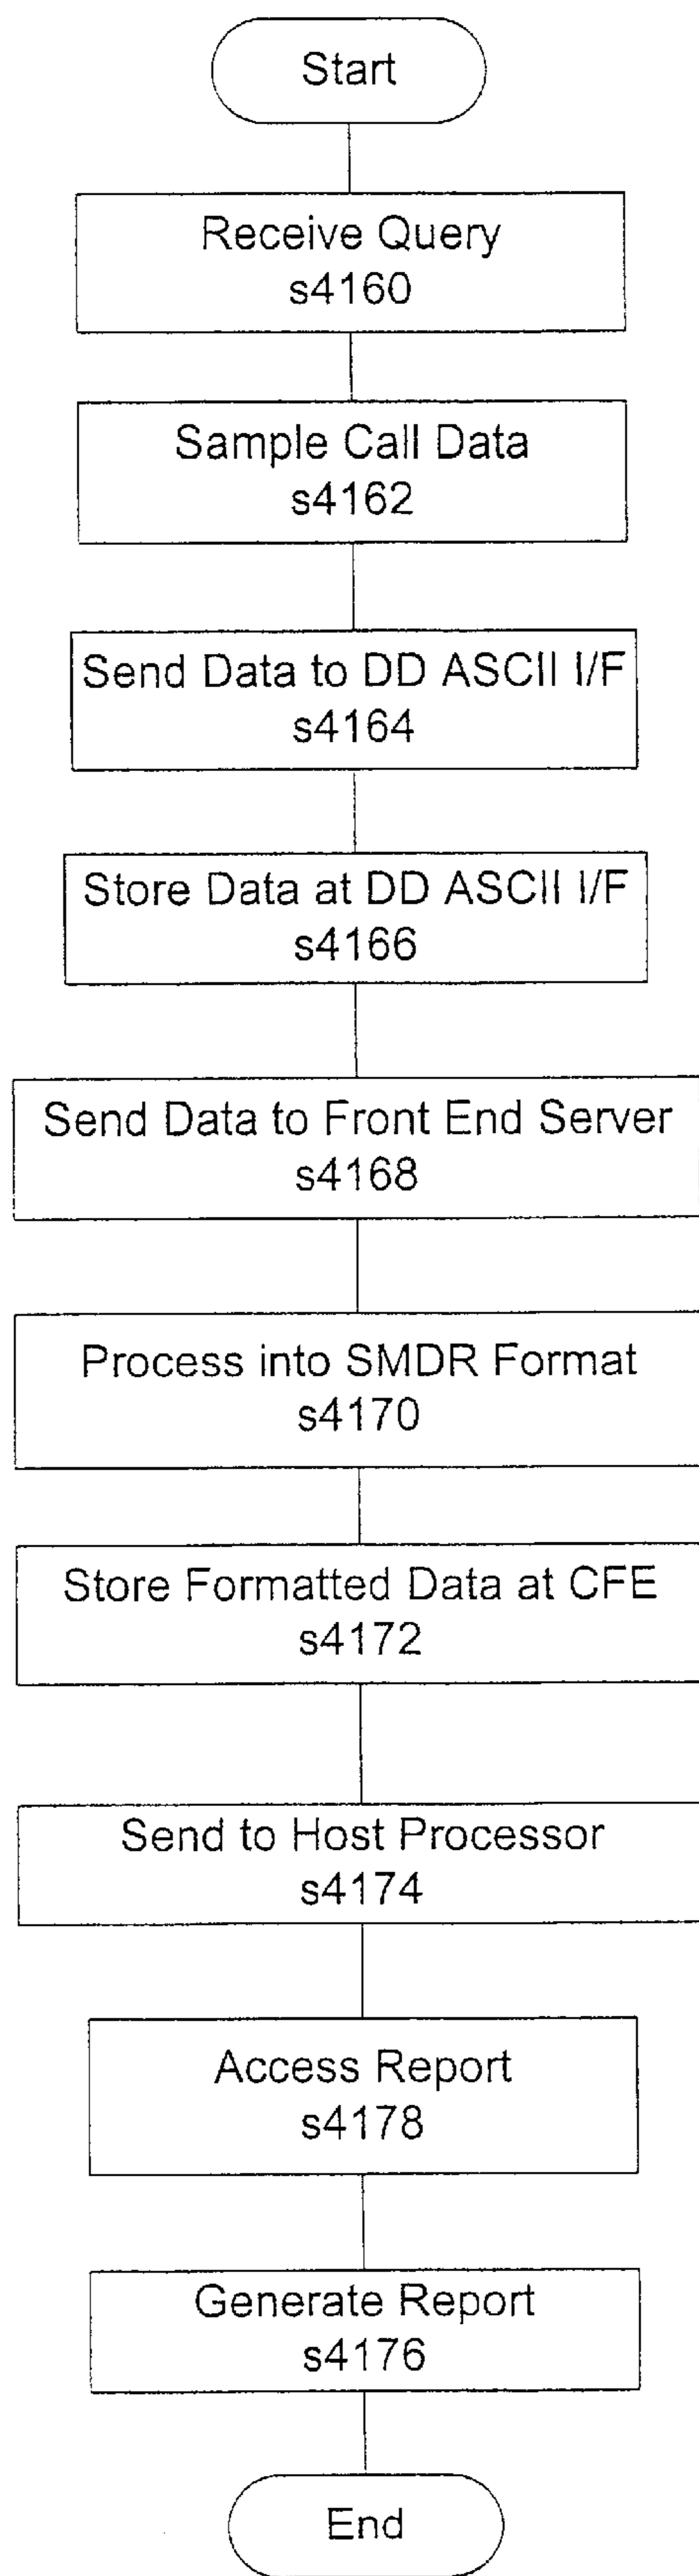 Start
Receive Query
s4160
Sample Call Data
s4162
Send Data to DD ASCII I/F
s4164
Store Data at DD ASCII I/F
s4166
Send Data to Front End Server
s4168
Process into SMDR Format
s4170
Store Formatted Data at CFE
s4172
Send to Host Processor
s4174
Access Report
s4178
Generate Report
s4176
End